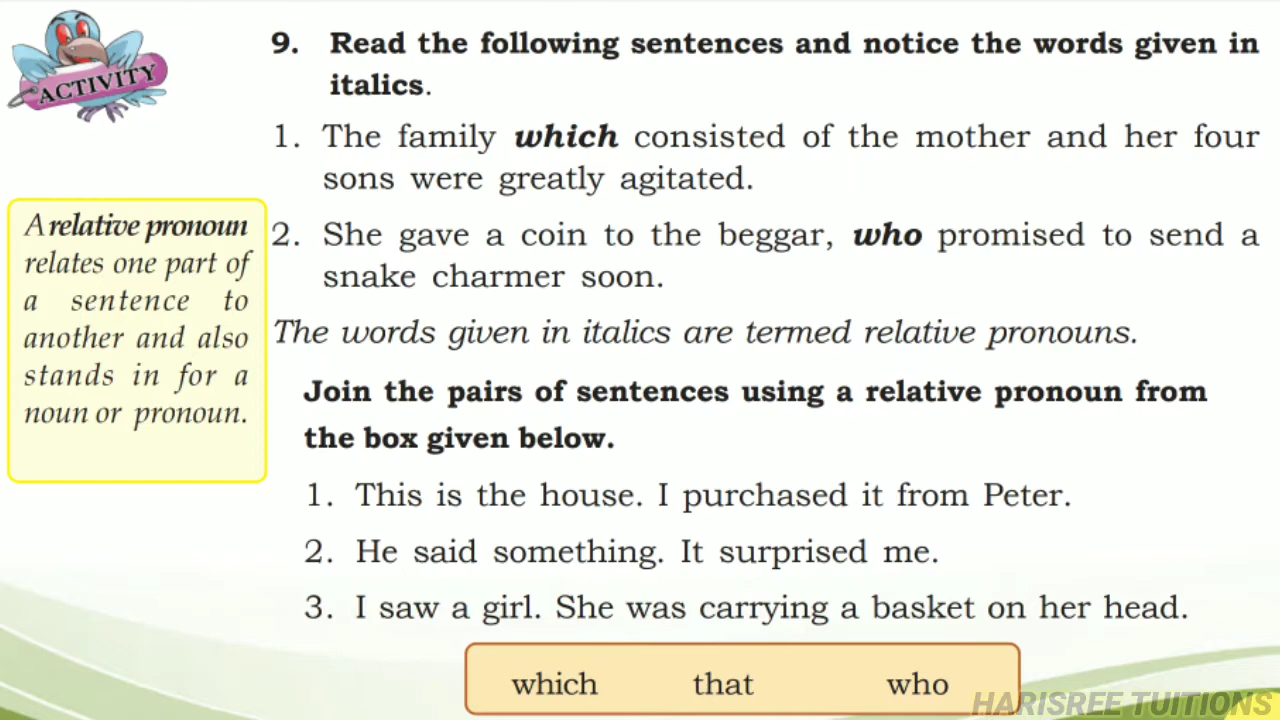 ACTIVITY
9. Read the following sentences and notice the words given in
italics.
1. The family which consisted of the mother and her four
sons were greatly agitated.
A relative pronoun
relates one part of
a sentence to
another and also
stands in for a
noun or pronoun.
2. She gave a coin to the beggar, who promised to send a
snake charmer soon.
The words given in italics are termed relative pronouns.
Join the pairs of sentences using a relative pronoun from
the box given below.
1. This is the house. I purchased it from Peter.
2. He said something. It surprised me.
3. I saw a girl. She was carrying a basket on her head.
which that who
HARISREE TUITIONS